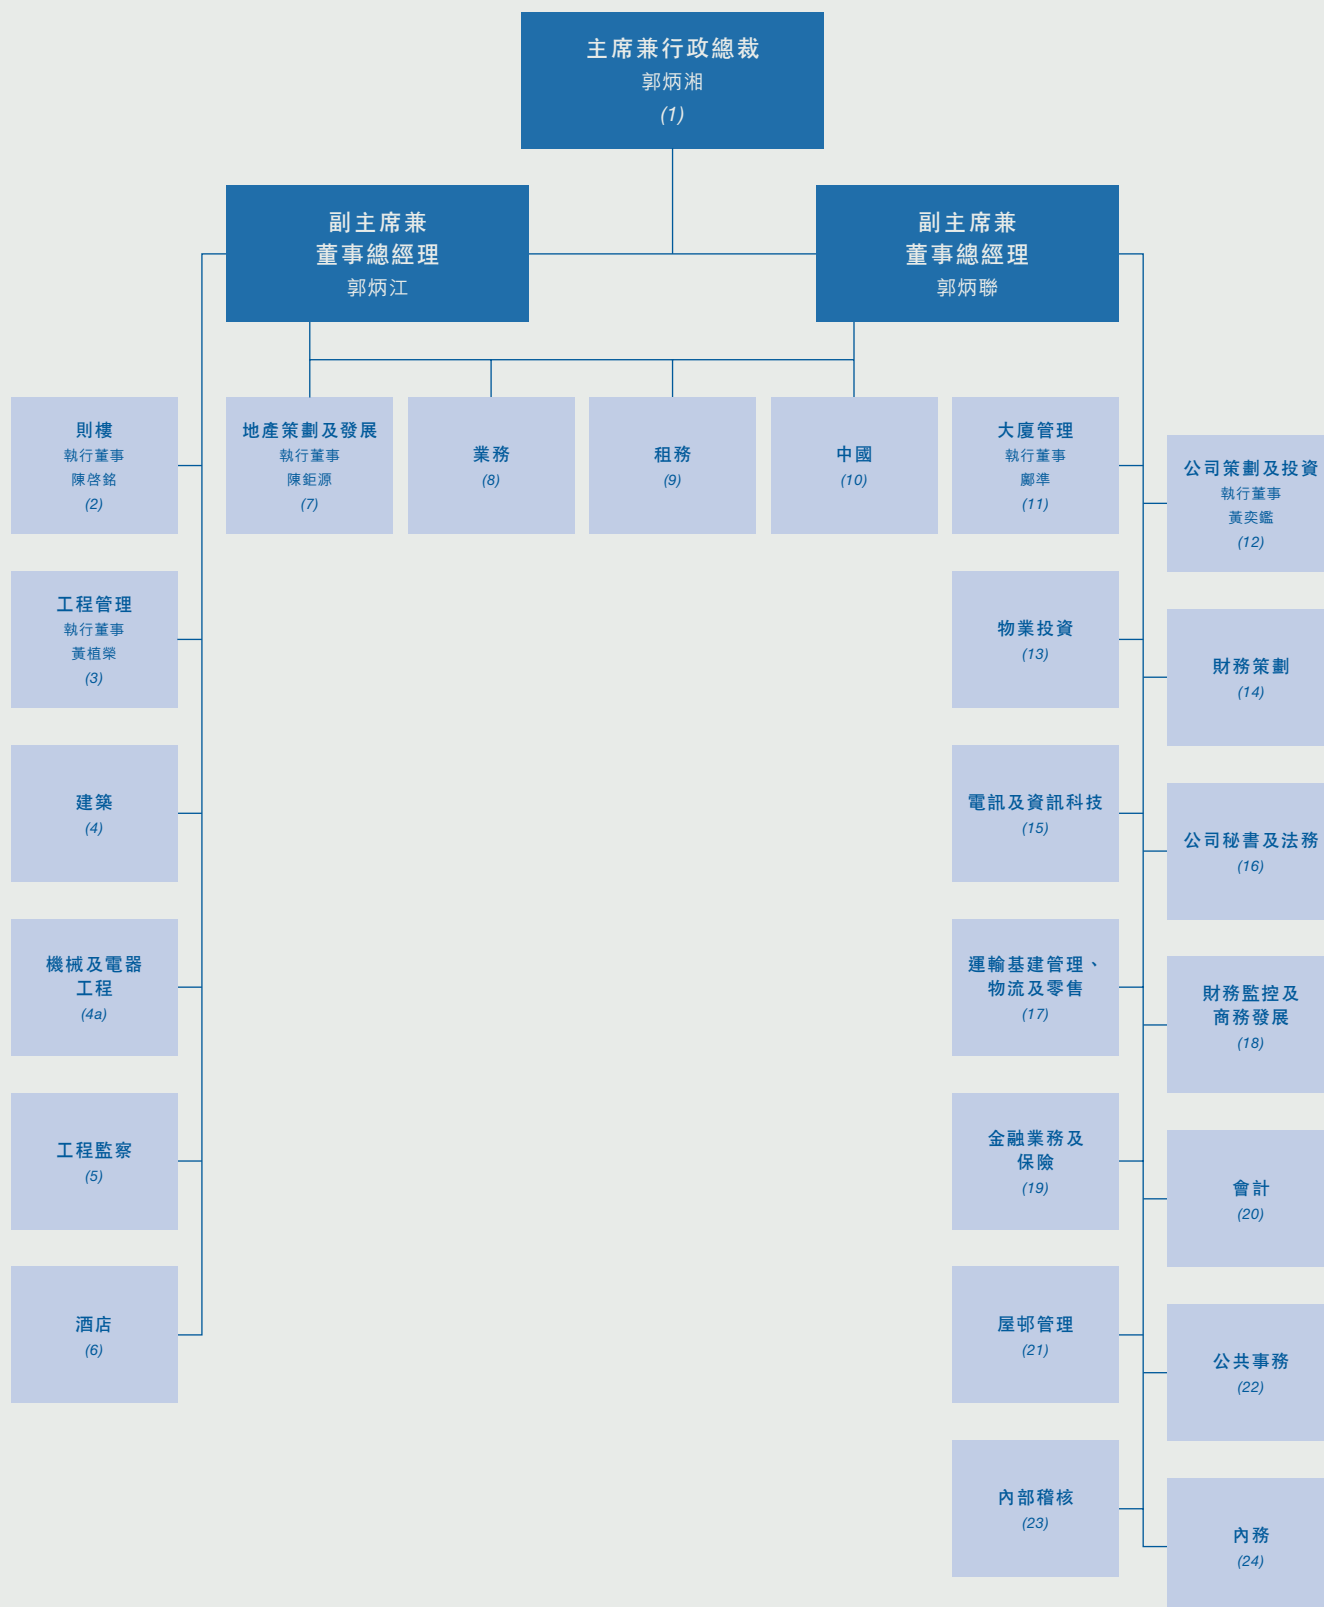 主席兼行政總裁
郭炳湘
(1)
副主席兼
董事總經理
郭炳江
副主席兼
董事總經理
郭炳聯
則樓
執行董事
陳啓銘
(2)
地產策劃及發展
執行董事
陳鉅源
(7)
業務
(8)
租務
(9)
中國
(10)
大廈管理
執行董事
鄺準
(11)
公司策劃及投資
執行董事
黃奕鑑
(12)
工程管理
執行董事
黃植榮
(3)
物業投資
(13)
財務策劃
(14)
建築
(4)
電訊及資訊科技
(15)
公司秘書及法務
(16)
機械及電器
工程
(4a)
運輸基建管理、
物流及零售
(17)
財務監控及
商務發展
(18)
工程監察
(5)
金融業務及
保險
(19)
會計
(20)
酒店
(6)
屋邨管理
(21)
公共事務
(22)
內部稽核
(23)
內務
(24)